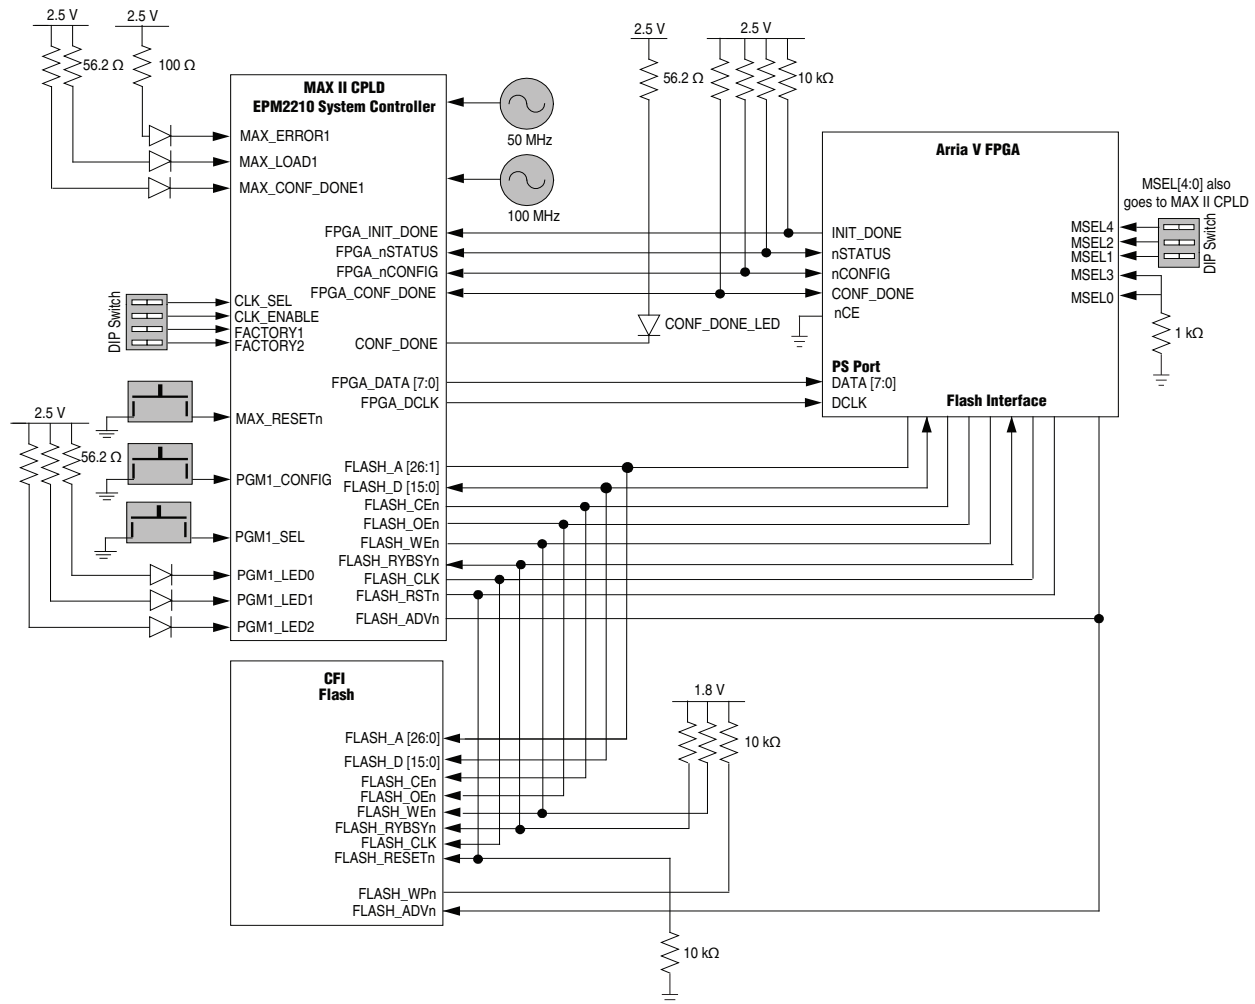 2.5 V
2.5 V
56.2 Ω
100 Ω
MAX II CPLD
EPM2210 System Controller
MAX_ERROR1
MAX_LOAD1
MAX_CONF_DONE1
50 MHz
100 MHz
2.5 V
56.2 Ω
2.5 V
10 kΩ
Arria V FPGA
MSEL[4:0] also
goes to MAX II CPLD
MSEL4
MSEL2
MSEL1
MSEL3
MSEL0
DIP Switch
1 kΩ
FPGA_INIT_DONE
FPGA_nSTATUS
FPGA_nCONFIG
FPGA_CONF_DONE
INIT_DONE
nSTATUS
nCONFIG
CONF_DONE
nCE
DIP Switch
CLK_SEL
CLK_ENABLE
FACTORY1
FACTORY2
CONF_DONE
CONF_DONE_LED
PS Port
FPGA_DATA [7:0]
FPGA_DCLK
DATA [7:0]
DCLK
Flash Interface
MAX_RESETn
2.5 V
56.2 Ω
PGM1_CONFIG
PGM1_SEL
PGM1_LED0
PGM1_LED1
PGM1_LED2
FLASH_A [26:1]
FLASH_D [15:0]
FLASH_CEn
FLASH_OEn
FLASH_WEn
FLASH_RYBSYn
FLASH_CLK
FLASH_RSTn
FLASH_ADVn
CFI
Flash
1.8 V
10 kΩ
FLASH_A [26:0]
FLASH_D [15:0]
FLASH_CEn
FLASH_OEn
FLASH_WEn
FLASH_RYBSYn
FLASH_CLK
FLASH_RESETn
FLASH_WPn
FLASH_ADVn
10 kΩ